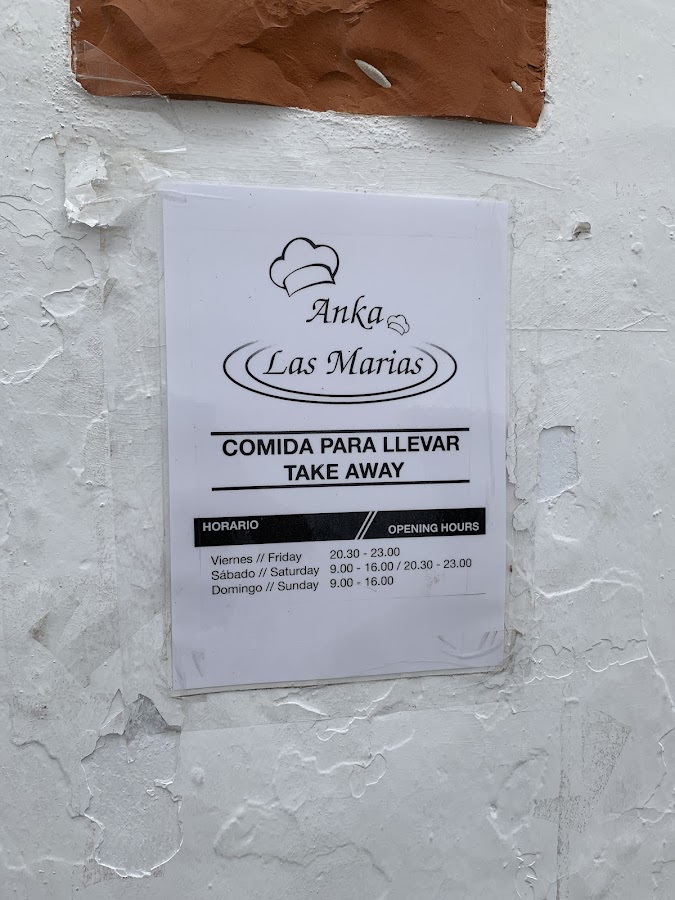 Anka
Las Marias
COMIDA PARA LLEVAR
TAKE AWAY
HORARIO // OPENING HOURS
Viernes // Friday 20.30 - 23.00
Sábado // Saturday 9.00 - 16.00 / 20.30 - 23.00
Domingo // Sunday 9.00 - 16.00